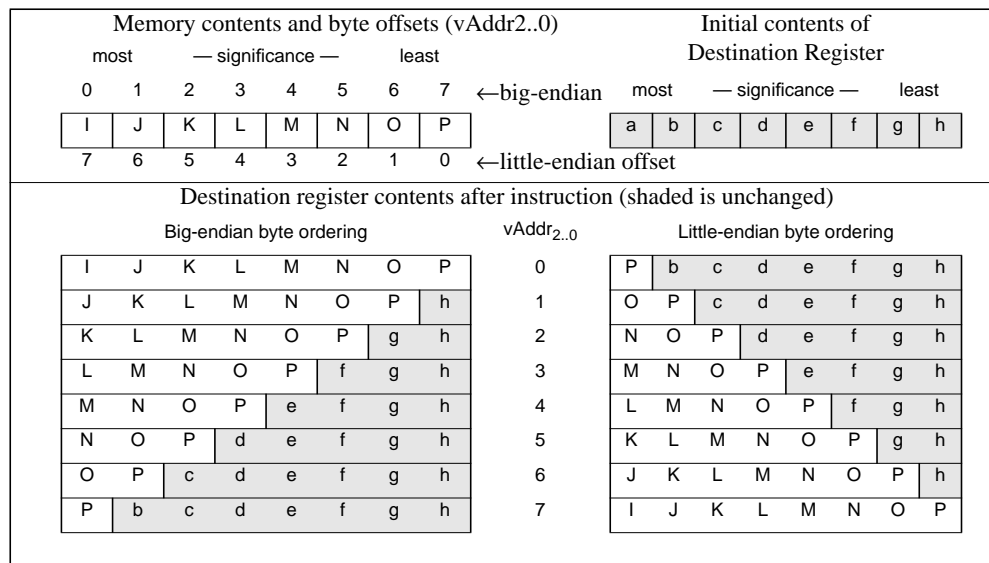 Memory contents and byte offsets (vAddr2..0)
Initial contents of
Destination Register
most — significance — least
0 1 2 3 4 5 6 7 ←big-endian
most — significance — least
I J K L M N O P
a b c d e f g h
7 6 5 4 3 2 1 0 ←little-endian offset
Destination register contents after instruction (shaded is unchanged)
Big-endian byte ordering vAddr2..0 Little-endian byte ordering
I J K L M N O P 0 P b c d e f g h
J K L M N O P h 1 O P c d e f g h
K L M N O P g h 2 N O P d e f g h
L M N O P f g h 3 M N O P e f g h
M N O P e f g h 4 L M N O P f g h
N O P d e f g h 5 K L M N O P g h
O P c d e f g h 6 J K L M N O P h
P b c d e f g h 7 I J K L M N O P